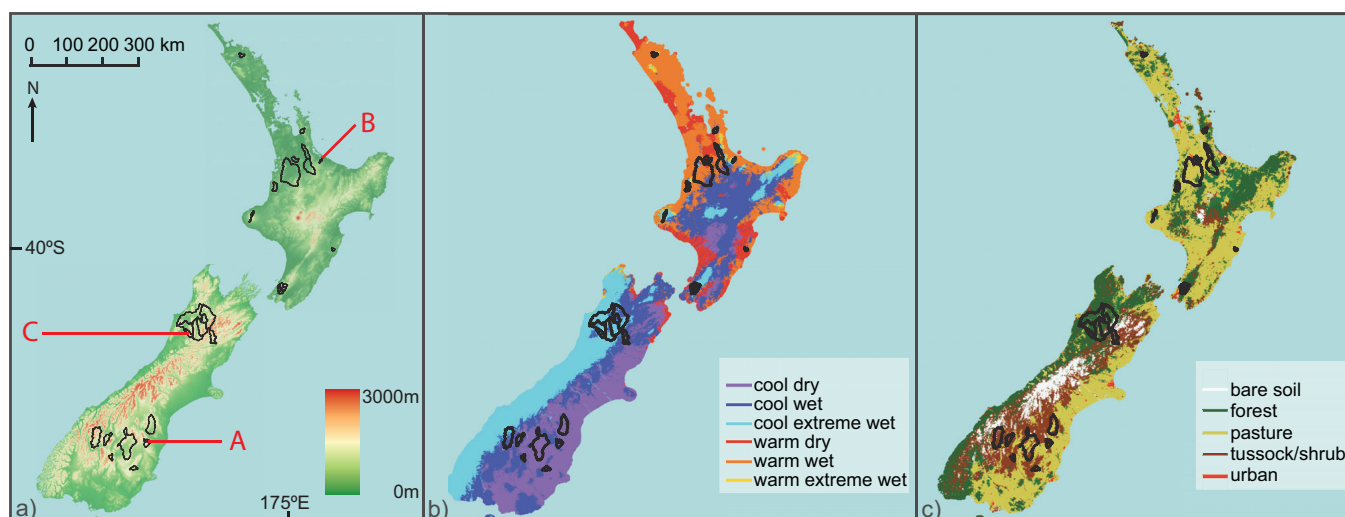 0 100 200 300 km
N
B
40ºS
C
A
3000m
0m
175ºE
a)
cool dry
cool wet
cool extreme wet
warm dry
warm wet
warm extreme wet
b)
bare soil
forest
pasture
tussock/shrub
urban
c)